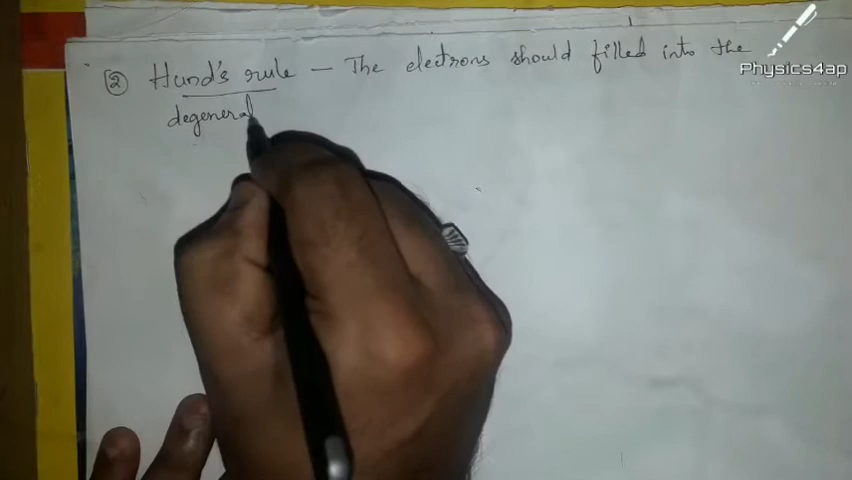 ② Hund's rule — The electrons should filled into the
degenerat
Physics4ap